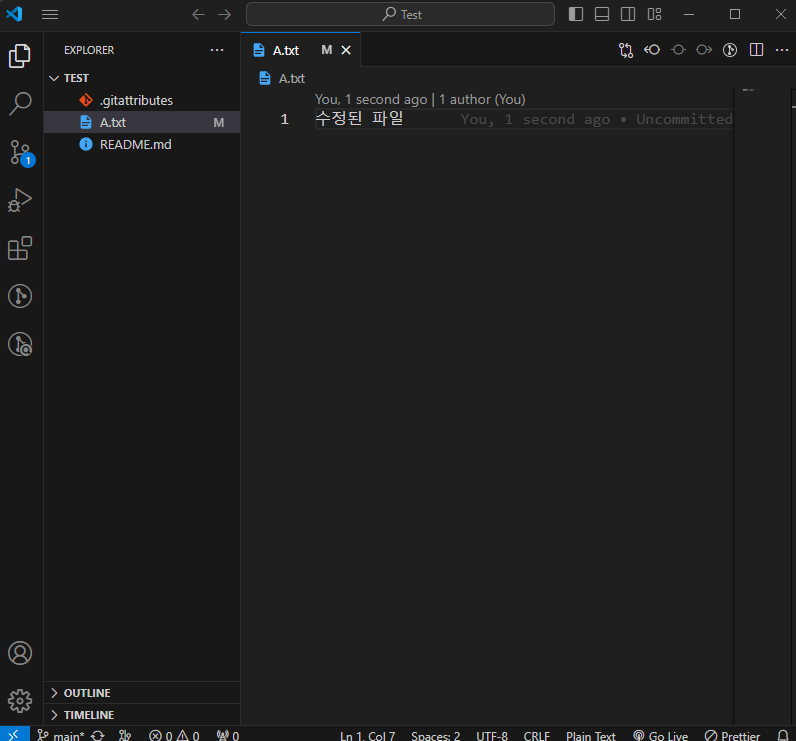 Test
EXPLORER
TEST
.gitattributes
A.txt M
README.md
OUTLINE
TIMELINE
A.txt M
A.txt
You, 1 second ago | 1 author (You)
1 수정된 파일 You, 1 second ago • Uncommitted
1
main* 0 0 0 Ln 1, Col 7 Spaces: 2 UTF-8 CRLF Plain Text Go Live Prettier